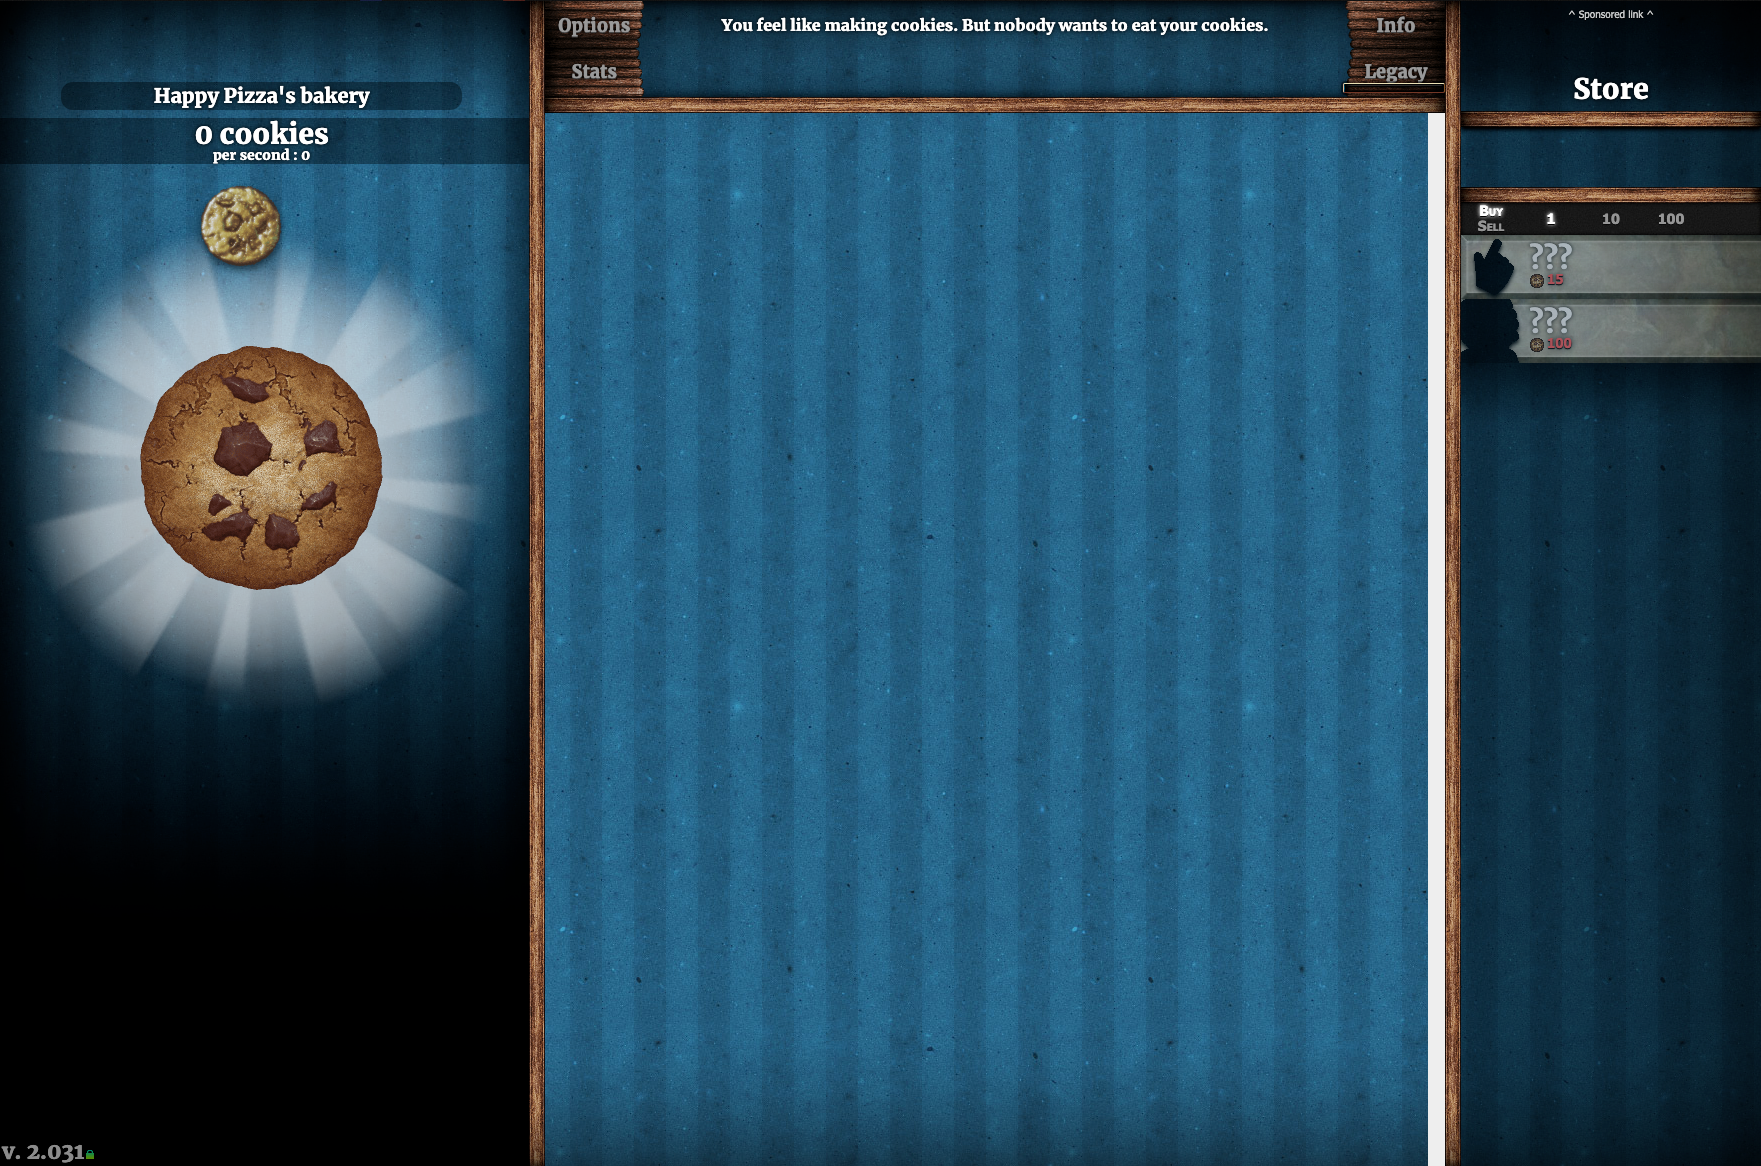 Options
Stats
You feel like making cookies. But nobody wants to eat your cookies.
Info
Legacy
^ Sponsored link ^
Store
Happy Pizza's bakery
0 cookies
per second : 0
Buy
Sell
1
10
100
???
15
???
100
v. 2.031